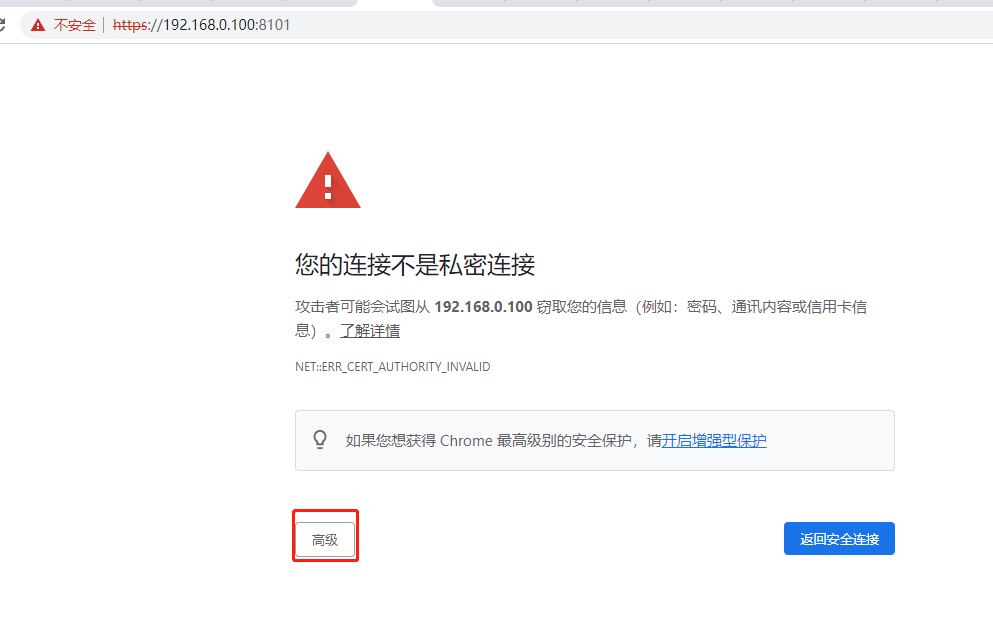 不安全 https://192.168.0.100:8101
您的连接不是私密连接
攻击者可能会试图从 192.168.0.100 窃取您的信息（例如：密码、通讯内容或信用卡信
息）。了解详情
NET::ERR_CERT_AUTHORITY_INVALID
如果您想获得 Chrome 最高级别的安全保护，请开启增强型保护
高级
返回安全连接